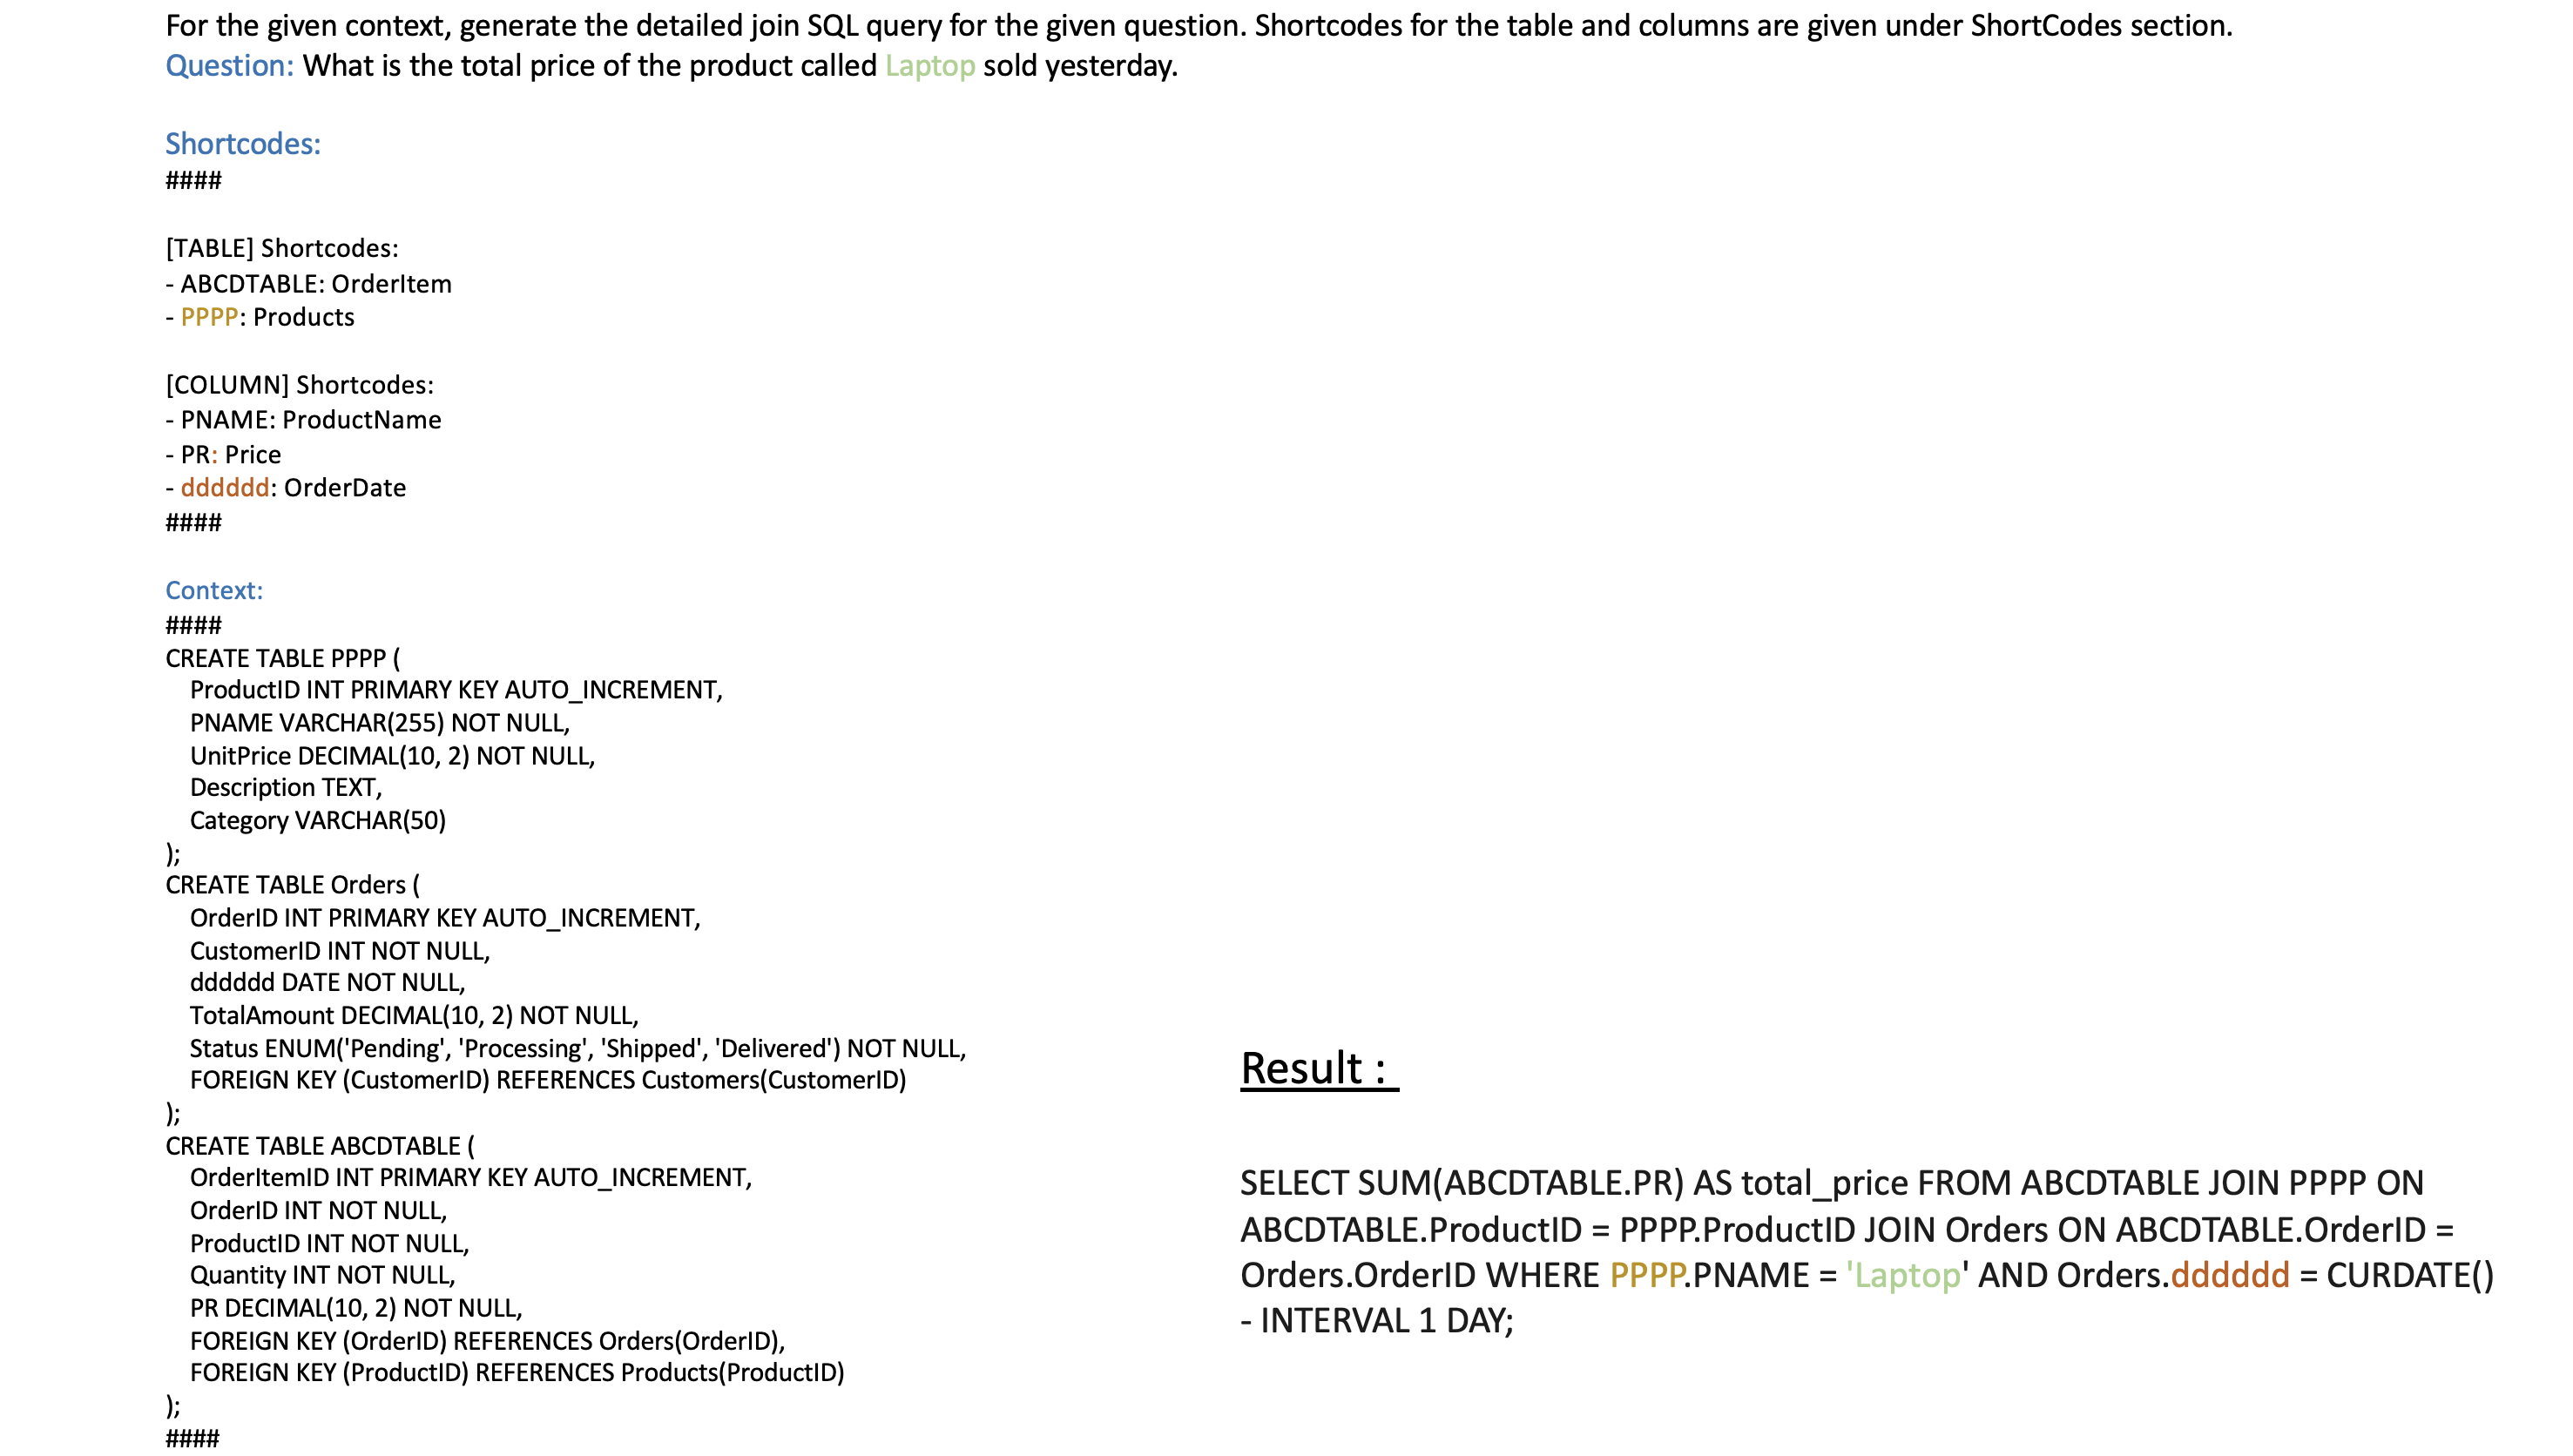 For the given context, generate the detailed join SQL query for the given question. Shortcodes for the table and columns are given under ShortCodes section.
Question: What is the total price of the product called Laptop sold yesterday.
Shortcodes:
####
[TABLE] Shortcodes:
- ABCDTABLE: OrderItem
- PPPP: Products
[COLUMN] Shortcodes:
- PNAME: ProductName
- PR: Price
- dddddd: OrderDate
####
Context:
####
CREATE TABLE PPPP (
ProductID INT PRIMARY KEY AUTO_INCREMENT,
PNAME VARCHAR(255) NOT NULL,
UnitPrice DECIMAL(10, 2) NOT NULL,
Description TEXT,
Category VARCHAR(50)
);
CREATE TABLE Orders (
OrderID INT PRIMARY KEY AUTO_INCREMENT,
CustomerID INT NOT NULL,
dddddd DATE NOT NULL,
TotalAmount DECIMAL(10, 2) NOT NULL,
Status ENUM('Pending', 'Processing', 'Shipped', 'Delivered') NOT NULL,
FOREIGN KEY (CustomerID) REFERENCES Customers(CustomerID)
);
CREATE TABLE ABCDTABLE (
OrderItemID INT PRIMARY KEY AUTO_INCREMENT,
OrderID INT NOT NULL,
ProductID INT NOT NULL,
Quantity INT NOT NULL,
PR DECIMAL(10, 2) NOT NULL,
FOREIGN KEY (OrderID) REFERENCES Orders(OrderID),
FOREIGN KEY (ProductID) REFERENCES Products(ProductID)
);
####
Result :
SELECT SUM(ABCDTABLE.PR) AS total_price FROM ABCDTABLE JOIN PPPP ON
ABCDTABLE.ProductID = PPPP.ProductID JOIN Orders ON ABCDTABLE.OrderID =
Orders.OrderID WHERE PPPP.PNAME = 'Laptop' AND Orders.dddddd = CURDATE()
- INTERVAL 1 DAY;